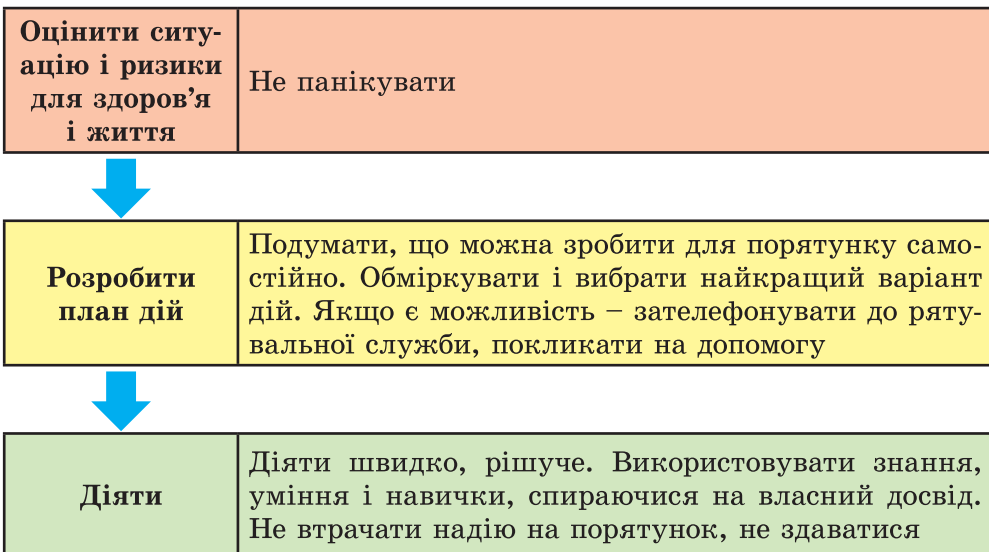 Оцінити ситу-
ацію і ризики
для здоров’я
і життя
Не панікувати
Розробити
план дій
Подумати, що можна зробити для порятунку само-
стійно. Обміркувати і вибрати найкращий варіант
дій. Якщо є можливість – зателефонувати до ряту-
вальної служби, покликати на допомогу
Діяти
Діяти швидко, рішуче. Використовувати знання,
уміння і навички, спираючися на власний досвід.
Не втрачати надію на порятунок, не здаватися